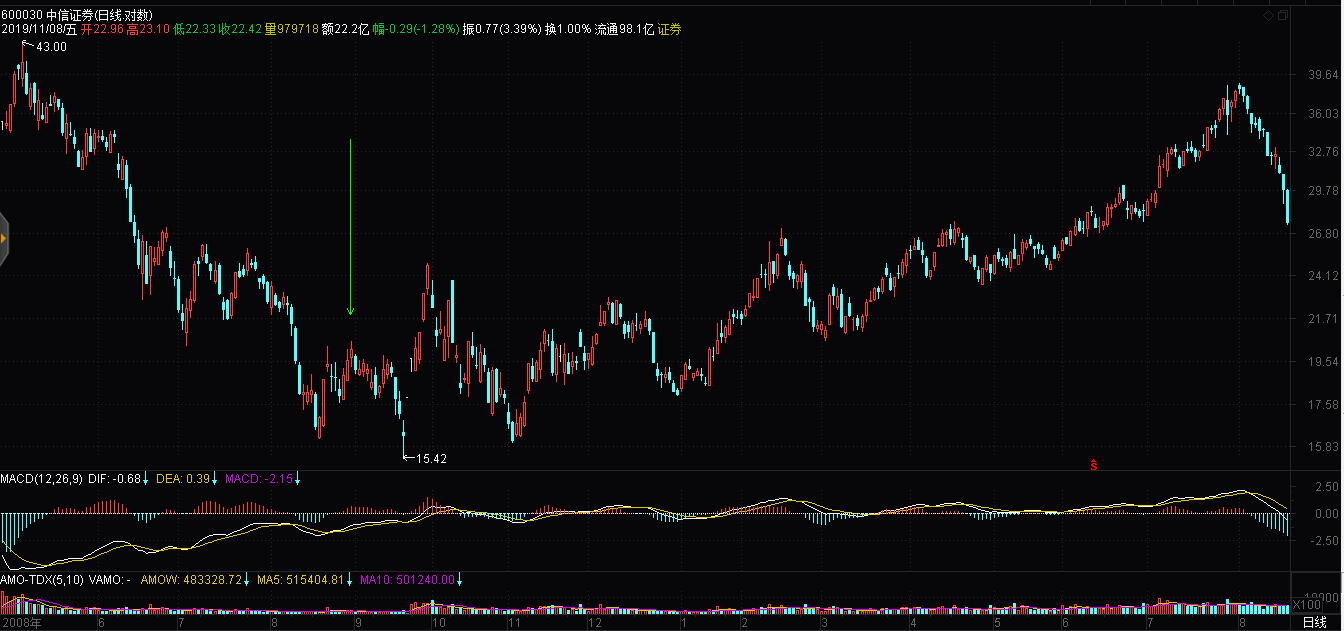 600030 中信证券(日线.对数)
2019/11/08/五 开22.96 高23.10 低22.33 收22.42 量979718 额22.2亿 幅-0.29(-1.28%) 振0.77(3.39%) 换1.00% 流通98.1亿 证券
43.00
39.64
36.03
32.76
29.78
26.80
24.12
21.71
19.54
17.58
15.83
15.42
S
MACD(12,26,9) DIF: -0.68↓ DEA: 0.39↓ MACD: -2.15↓
2.50
0.00
-2.50
AMO-TDX(5,10) VAMO: - AMOW: 483328.72↓ MA5: 515404.81↓ MA10: 501240.00↓
X100
2008年 6 7 8 9 10 11 12 1 2 3 4 5 6 7 8 日线